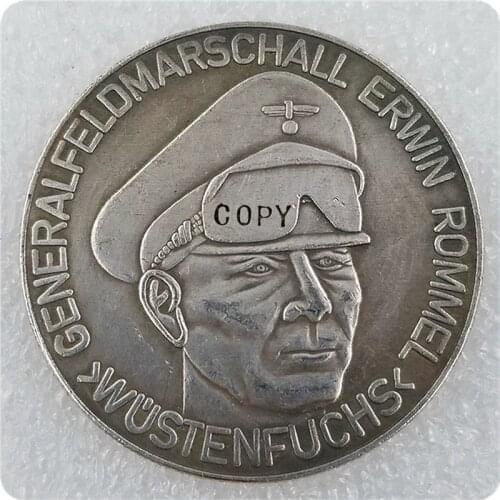 GENERALFELDMARSCHALL ERWIN ROMMEL
>WÜSTENFUCHS<
COPY